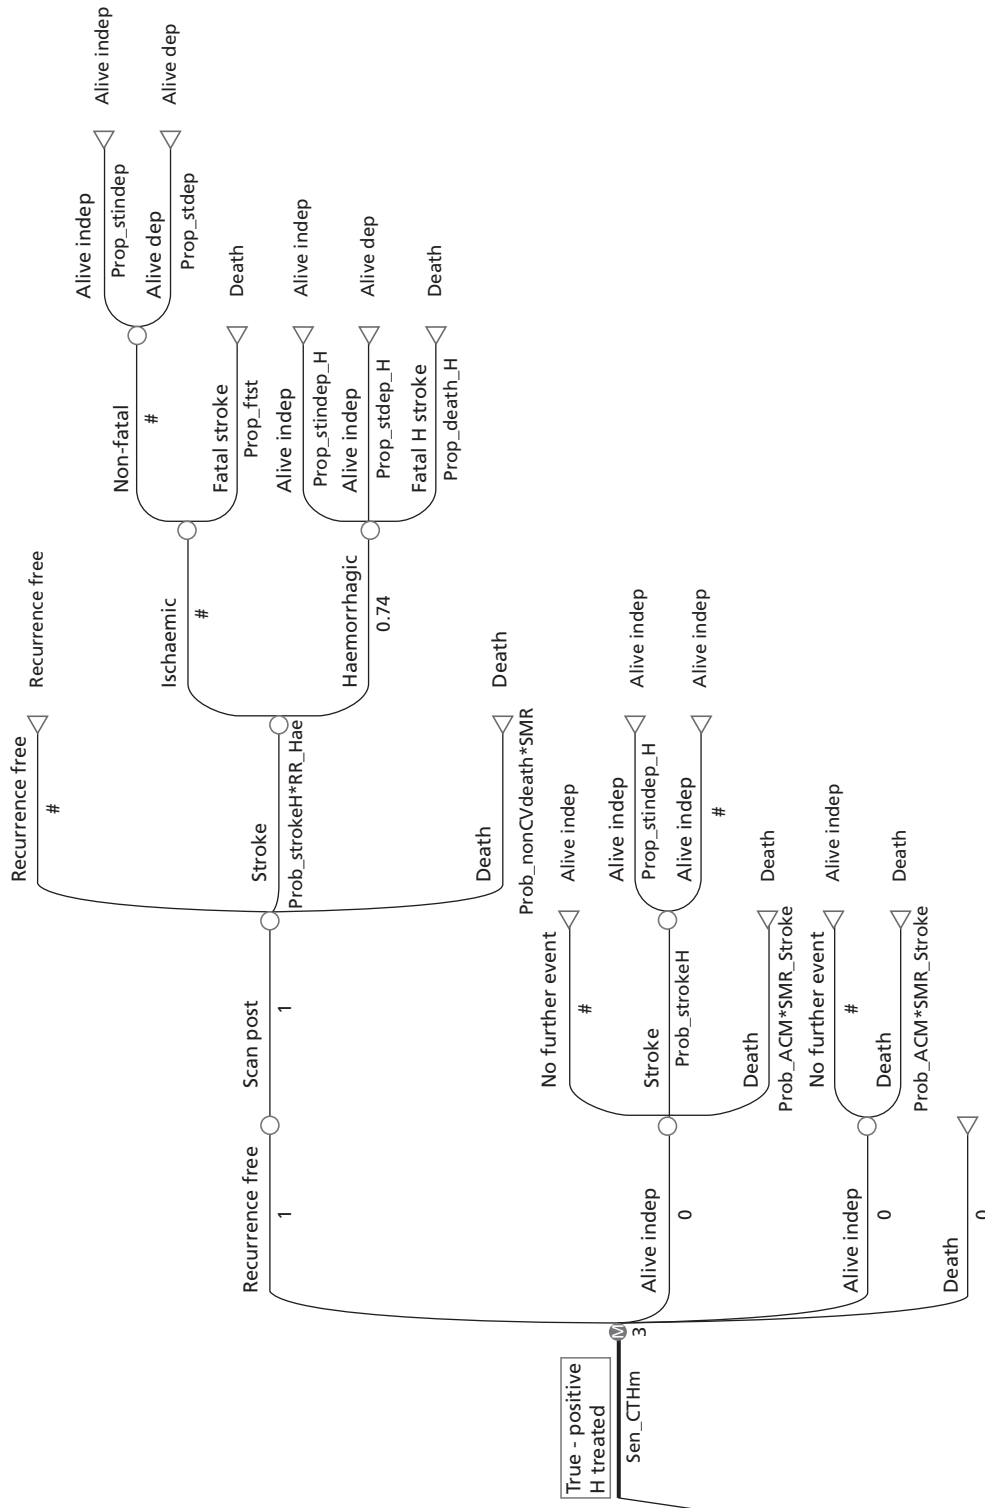 True - positive
H treated
Sen_CTHm
M
3
Recurrence free
1
Scan post
1
Recurrence free
#
Recurrence free
Stroke
Prob_strokeH*RR_Hae
Ischaemic
#
Non-fatal
#
Alive indep
Prop_stindep
Alive indep
Alive dep
Prop_stdep
Alive dep
Fatal stroke
Prop_ftst
Death
Haemorrhagic
0.74
Alive indep
Prop_stindep_H
Alive indep
Alive indep
Prop_stdep_H
Alive dep
Fatal H stroke
Prop_death_H
Death
Death
Prob_nonCVdeath*SMR
Death
Alive indep
0
No further event
#
Alive indep
Stroke
Prob_strokeH
Alive indep
Prop_stindep_H
Alive indep
Alive indep
#
Alive indep
Death
Prob_ACM*SMR_Stroke
Death
Alive indep
0
No further event
#
Alive indep
Death
Prob_ACM*SMR_Stroke
Death
Death
0